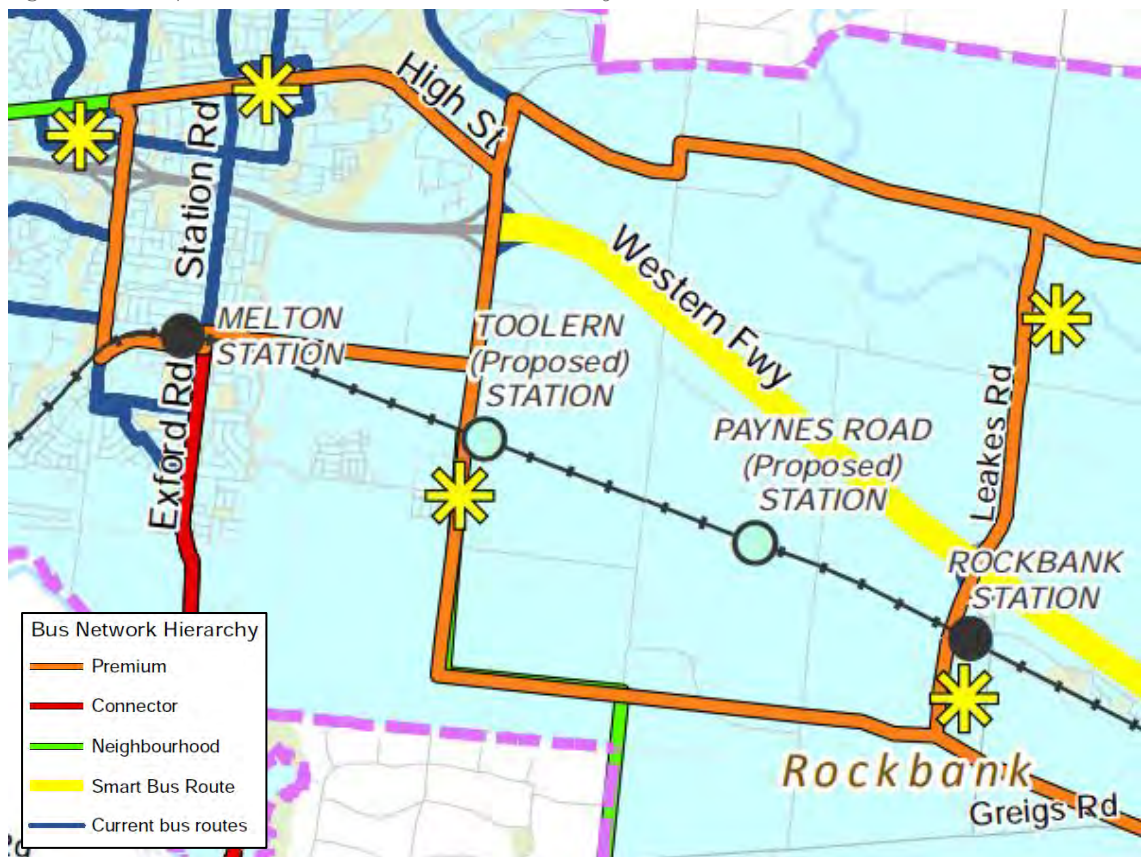 High St
Station Rd
Western Fwy
MELTON
STATION
TOOLERN
(Proposed)
STATION
PAYNES ROAD
(Proposed)
STATION
Leakes Rd
Exford Rd
ROCKBANK
STATION
Bus Network Hierarchy
Premium
Connector
Neighbourhood
Smart Bus Route
Current bus routes
Rockbank
Greigs Rd